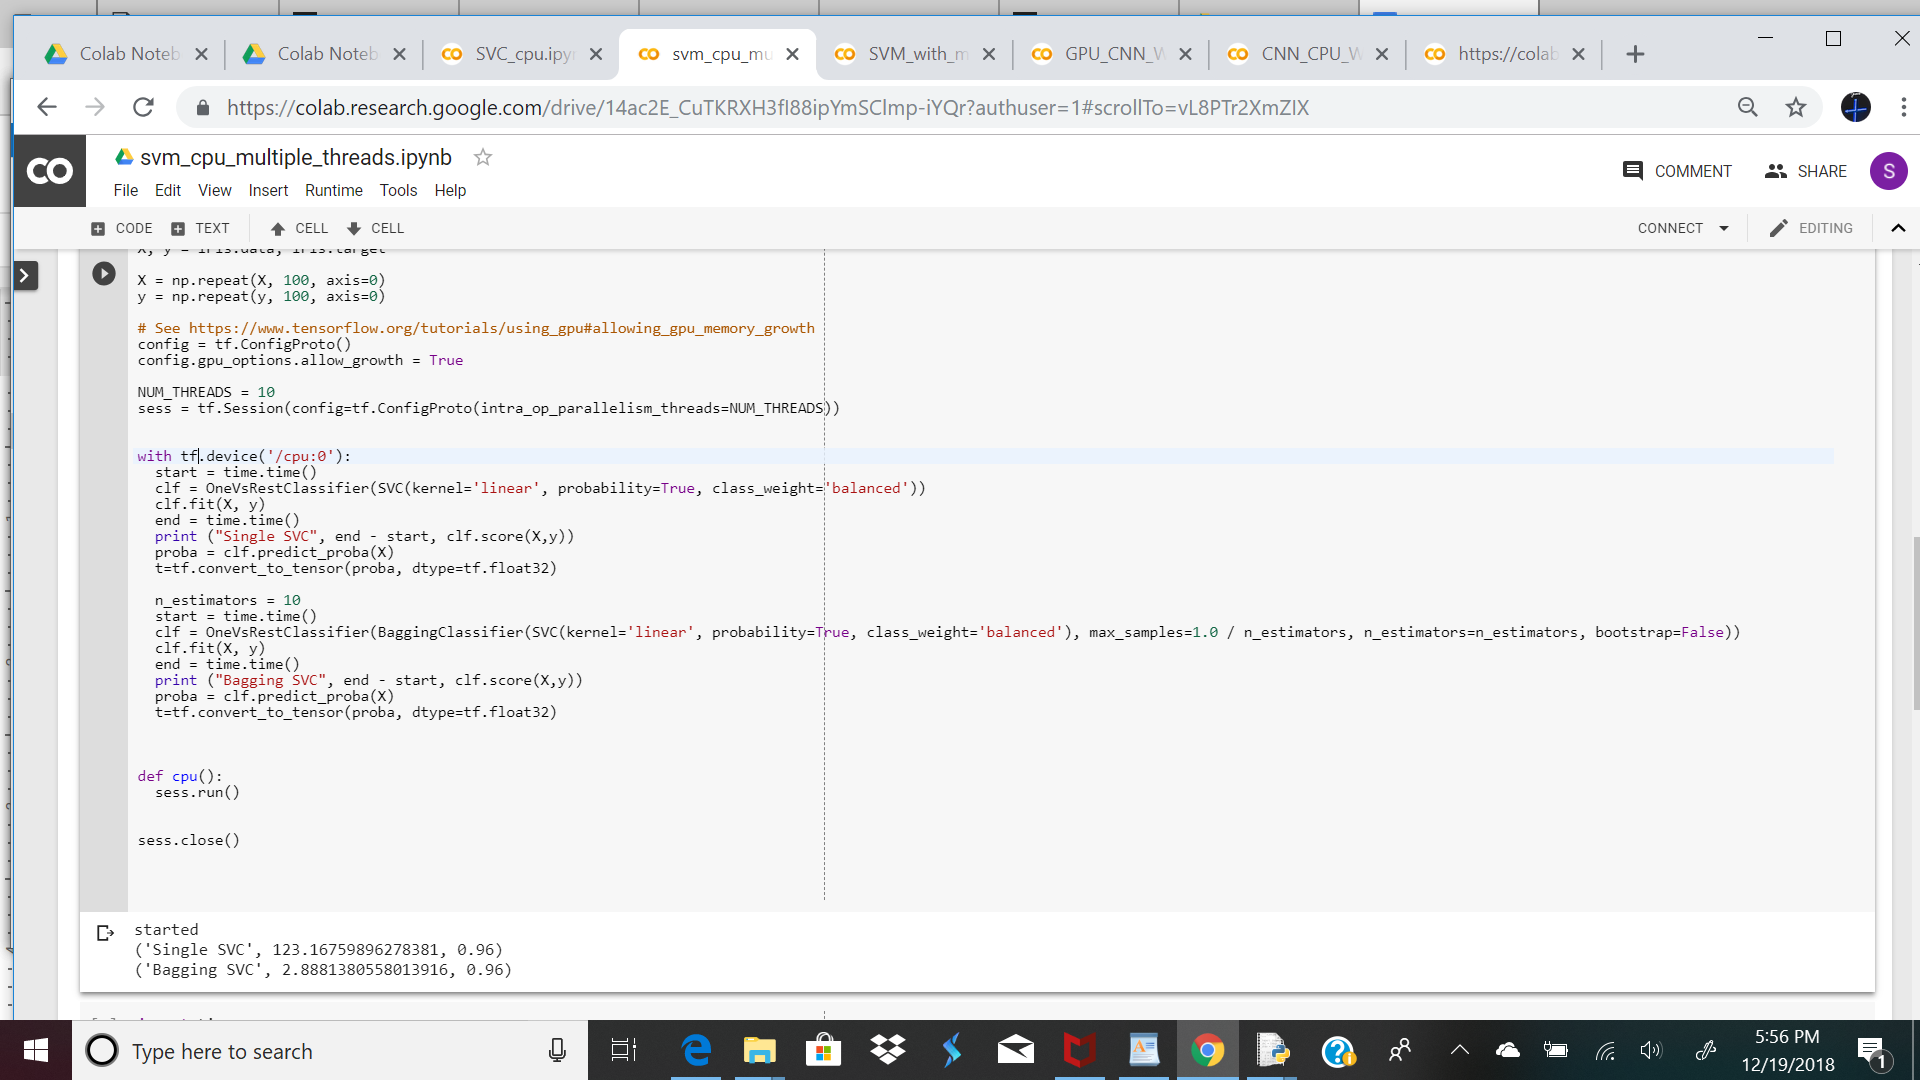 Colab Noteb
Colab Noteb
SVC_cpu.ipy
svm_cpu_mu
SVM_with_m
GPU_CNN_W
CNN_CPU_W
https://colab
https://colab.research.google.com/drive/14ac2E_CuTKRXH3fl88ipYmSClmp-iYQr?authuser=1#scrollTo=vL8PTr2XmZIX
svm_cpu_multiple_threads.ipynb
COMMENT
SHARE
S
File Edit View Insert Runtime Tools Help
CODE TEXT CELL CELL
CONNECT
EDITING
X, y = iris.data, iris.target
X = np.repeat(X, 100, axis=0)
y = np.repeat(y, 100, axis=0)
# See https://www.tensorflow.org/tutorials/using_gpu#allowing_gpu_memory_growth
config = tf.ConfigProto()
config.gpu_options.allow_growth = True
NUM_THREADS = 10
sess = tf.Session(config=tf.ConfigProto(intra_op_parallelism_threads=NUM_THREADS))
with tf.device('/cpu:0'):
start = time.time()
clf = OneVsRestClassifier(SVC(kernel='linear', probability=True, class_weight='balanced'))
clf.fit(X, y)
end = time.time()
print ("Single SVC", end - start, clf.score(X,y))
proba = clf.predict_proba(X)
t=tf.convert_to_tensor(proba, dtype=tf.float32)
n_estimators = 10
start = time.time()
clf = OneVsRestClassifier(BaggingClassifier(SVC(kernel='linear', probability=True, class_weight='balanced'), max_samples=1.0 / n_estimators, n_estimators=n_estimators, bootstrap=False))
clf.fit(X, y)
end = time.time()
print ("Bagging SVC", end - start, clf.score(X,y))
proba = clf.predict_proba(X)
t=tf.convert_to_tensor(proba, dtype=tf.float32)
def cpu():
sess.run()
sess.close()
started
('Single SVC', 123.16759896278381, 0.96)
('Bagging SVC', 2.8881380558013916, 0.96)
Type here to search
5:56 PM
12/19/2018
1